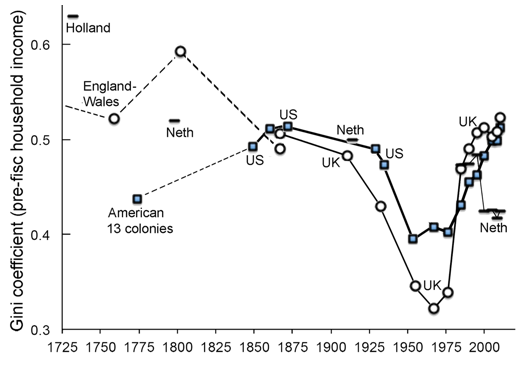 Gini coefficient (pre-fisc household income)
0.6
0.5
0.4
0.3
Holland
England-
Wales
Neth
American
13 colonies
US
US
UK
Neth
US
UK
UK
Neth
1725 1750 1775 1800 1825 1850 1875 1900 1925 1950 1975 2000